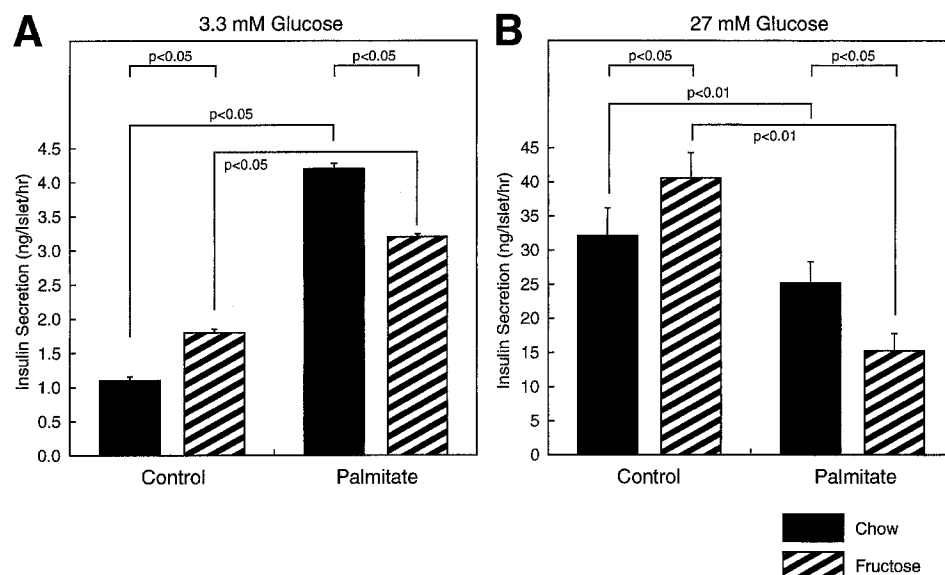 A
3.3 mM Glucose
p<0.05
p<0.05
p<0.05
p<0.05
Insulin Secretion (ng/Islet/hr)
4.5
4.0
3.5
3.0
2.5
2.0
1.5
1.0
0.5
0.0
Control
Palmitate
B
27 mM Glucose
p<0.05
p<0.05
p<0.01
p<0.01
Insulin Secretion (ng/Islet/hr)
45
40
35
30
25
20
15
10
5
0
Control
Palmitate
Chow
Fructose